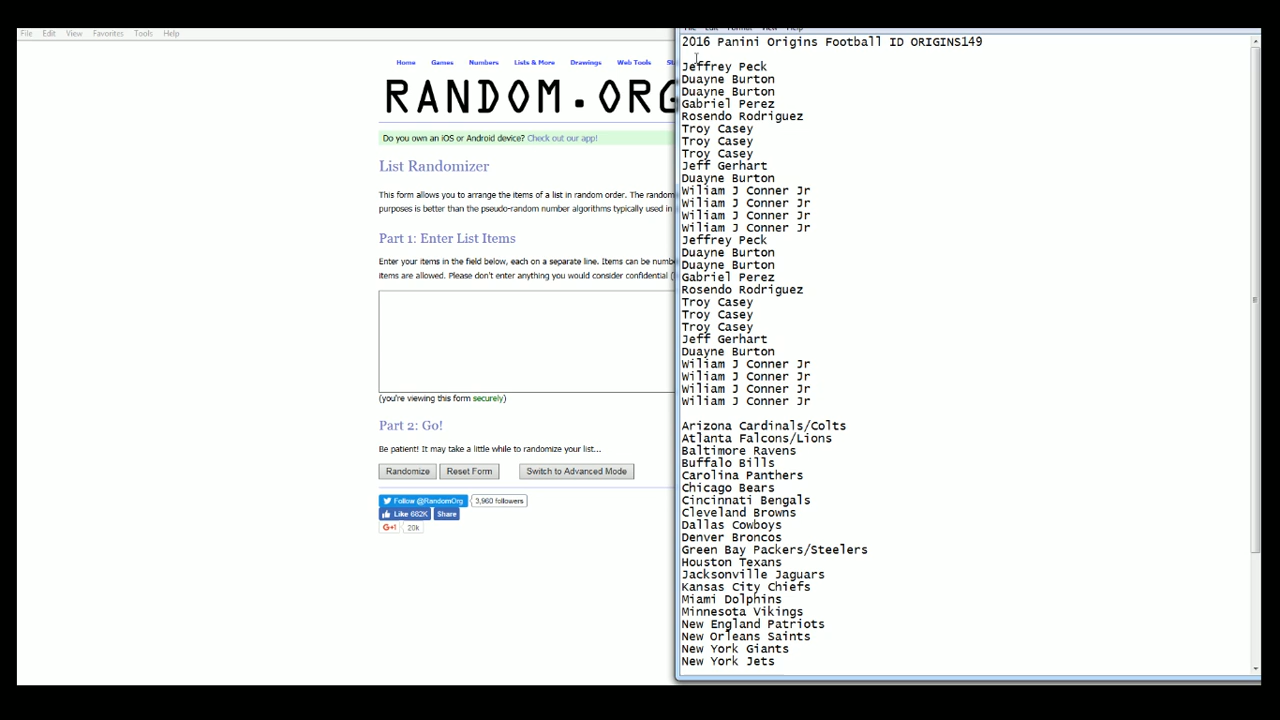 File Edit View Favorites Tools Help
Home Games Numbers Lists & More Drawings Web Tools
RANDOM.ORG
Do you own an iOS or Android device? Check out our app!
List Randomizer
This form allows you to arrange the items of a list in random order. The
purposes is better than the pseudo-random number algorithms typically used in
Part 1: Enter List Items
Enter your items in the field below, each on a separate line. Items can be
items are allowed. Please don't enter anything you would consider confidential
(you're viewing this form securely)
Part 2: Go!
Be patient! It may take a little while to randomize your list...
Randomize Reset Form Switch to Advanced Mode
Follow @RandomOrg 3,960 followers
Like 682K Share
G+1 20k
2016 Panini Origins Football ID ORIGINS149
Jeffrey Peck
Duayne Burton
Duayne Burton
Gabriel Perez
Rosendo Rodriguez
Troy Casey
Troy Casey
Troy Casey
Jeff Gerhart
Duayne Burton
Wiliam J Conner Jr
Wiliam J Conner Jr
Wiliam J Conner Jr
Wiliam J Conner Jr
Jeffrey Peck
Duayne Burton
Duayne Burton
Gabriel Perez
Rosendo Rodriguez
Troy Casey
Troy Casey
Troy Casey
Jeff Gerhart
Duayne Burton
Wiliam J Conner Jr
Wiliam J Conner Jr
Wiliam J Conner Jr
Wiliam J Conner Jr
Arizona Cardinals/Colts
Atlanta Falcons/Lions
Baltimore Ravens
Buffalo Bills
Carolina Panthers
Chicago Bears
Cincinnati Bengals
Cleveland Browns
Dallas Cowboys
Denver Broncos
Green Bay Packers/Steelers
Houston Texans
Jacksonville Jaguars
Kansas City Chiefs
Miami Dolphins
Minnesota Vikings
New England Patriots
New Orleans Saints
New York Giants
New York Jets